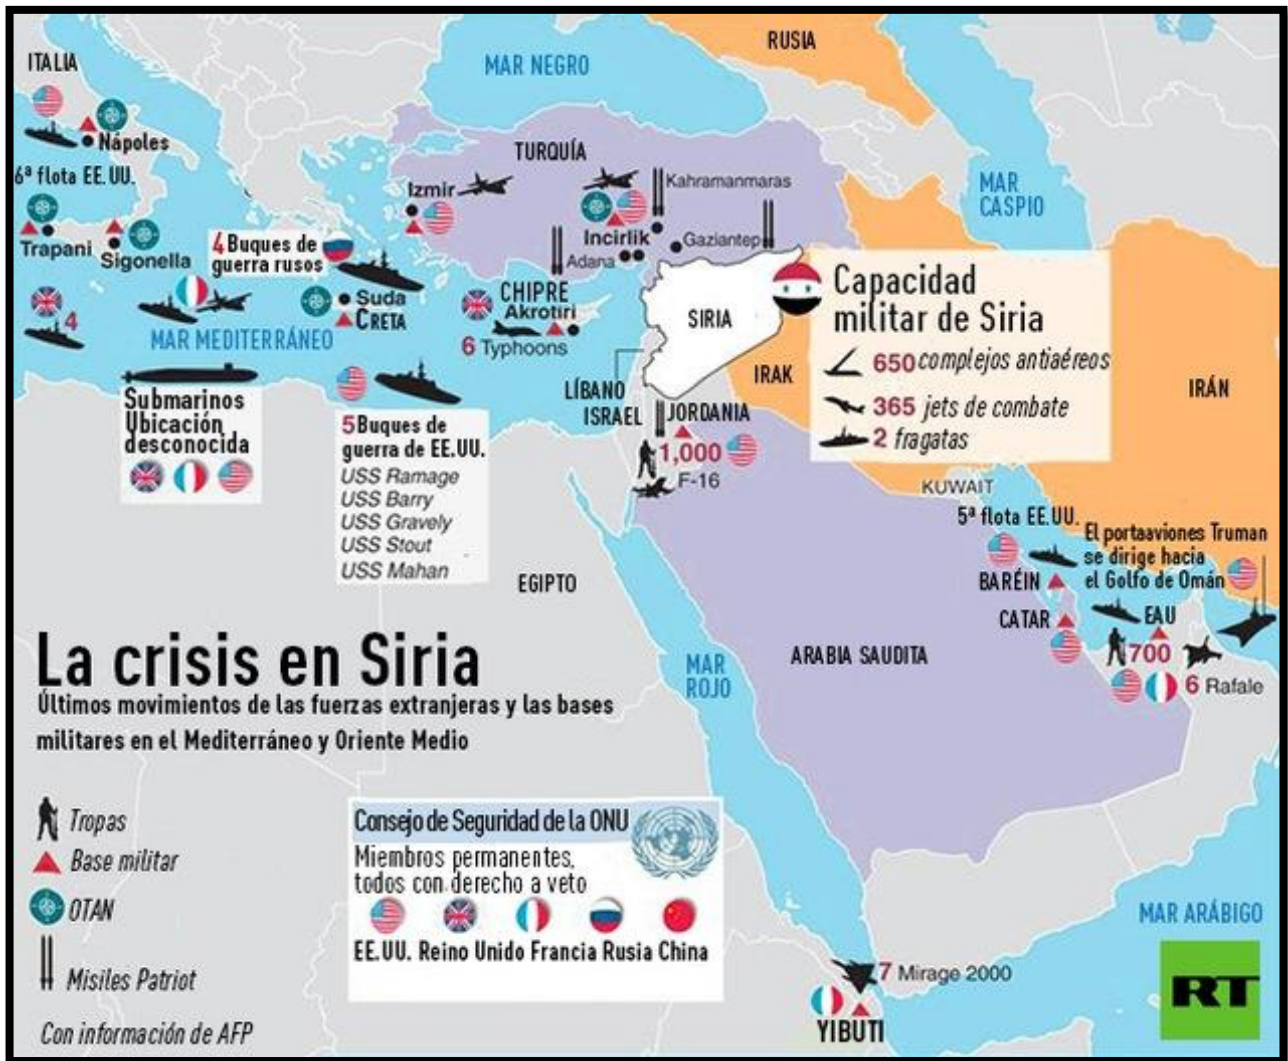 RUSIA
ITALIA
MAR NEGRO
Nápoles
TURQUÍA
6ª flota EE.UU.
Izmir
Kahramanmaras
MAR
CASPIO
Trapani
Sigonella
4 Buques de
guerra rusos
Incirlik
Gaziantep
Adana
Suda
CRETA
4
MAR MEDITERRÁNEO
CHIPRE
Akrotiri
6 Typhoons
SIRIA
Capacidad
militar de Siria
650 complejos antiaéreos
365 jets de combate
2 fragatas
IRAK
IRÁN
LÍBANO
ISRAEL
JORDANIA
1,000
F-16
Submarinos
Ubicación
desconocida
5 Buques de
guerra de EE.UU.
USS Ramage
USS Barry
USS Gravely
USS Stout
USS Mahan
KUWAIT
5ª flota EE.UU.
El portaaviones Truman
se dirige hacia
el Golfo de Omán
BARÉIN
CATAR
EAU
700
6 Rafale
EGIPTO
MAR
ROJO
ARABIA SAUDITA
La crisis en Siria
Últimos movimientos de las fuerzas extranjeras y las bases
militares en el Mediterráneo y Oriente Medio
Tropas
Base militar
OTAN
Misiles Patriot
Con información de AFP
Consejo de Seguridad de la ONU
Miembros permanentes,
todos con derecho a veto
EE.UU. Reino Unido Francia Rusia China
MAR ARÁBIGO
7 Mirage 2000
YIBUTI
RT